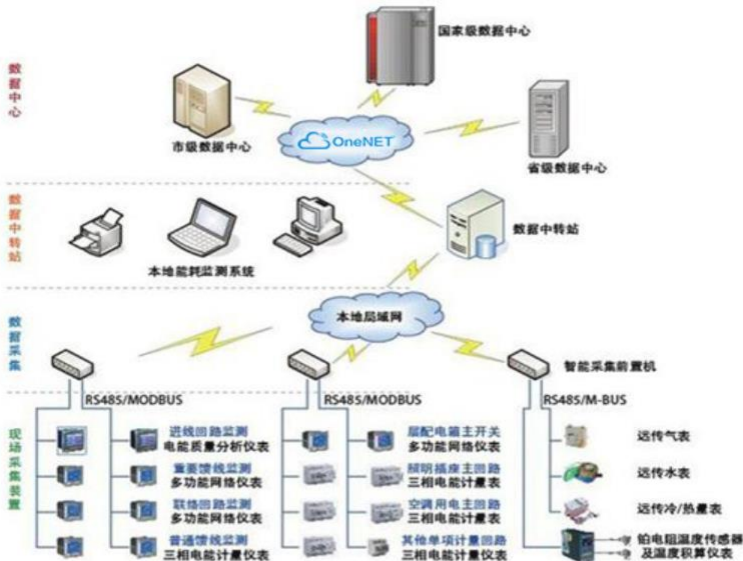 国家级数据中心
数据中心
市级数据中心
OneNET
省级数据中心
数据中转站
数据中转站
本地能耗监测系统
本地局域网
数据采集
智能采集前置机
RS485/MODBUS
RS485/MODBUS
RS485/M-BUS
现场采集装置
进线回路监测
电能质量分析仪表
重要馈线监测
多功能网络仪表
联络回路监测
多功能网络仪表
普通馈线监测
三相电能计量仪表
层配电箱主开关
多功能网络仪表
照明插座主回路
三相电能计量表
空调用电主回路
三相电能计量表
其他单项计量回路
三相电能计量仪表
远传气表
远传水表
远传冷/热量表
铂电阻温度传感器
及温度积算仪表